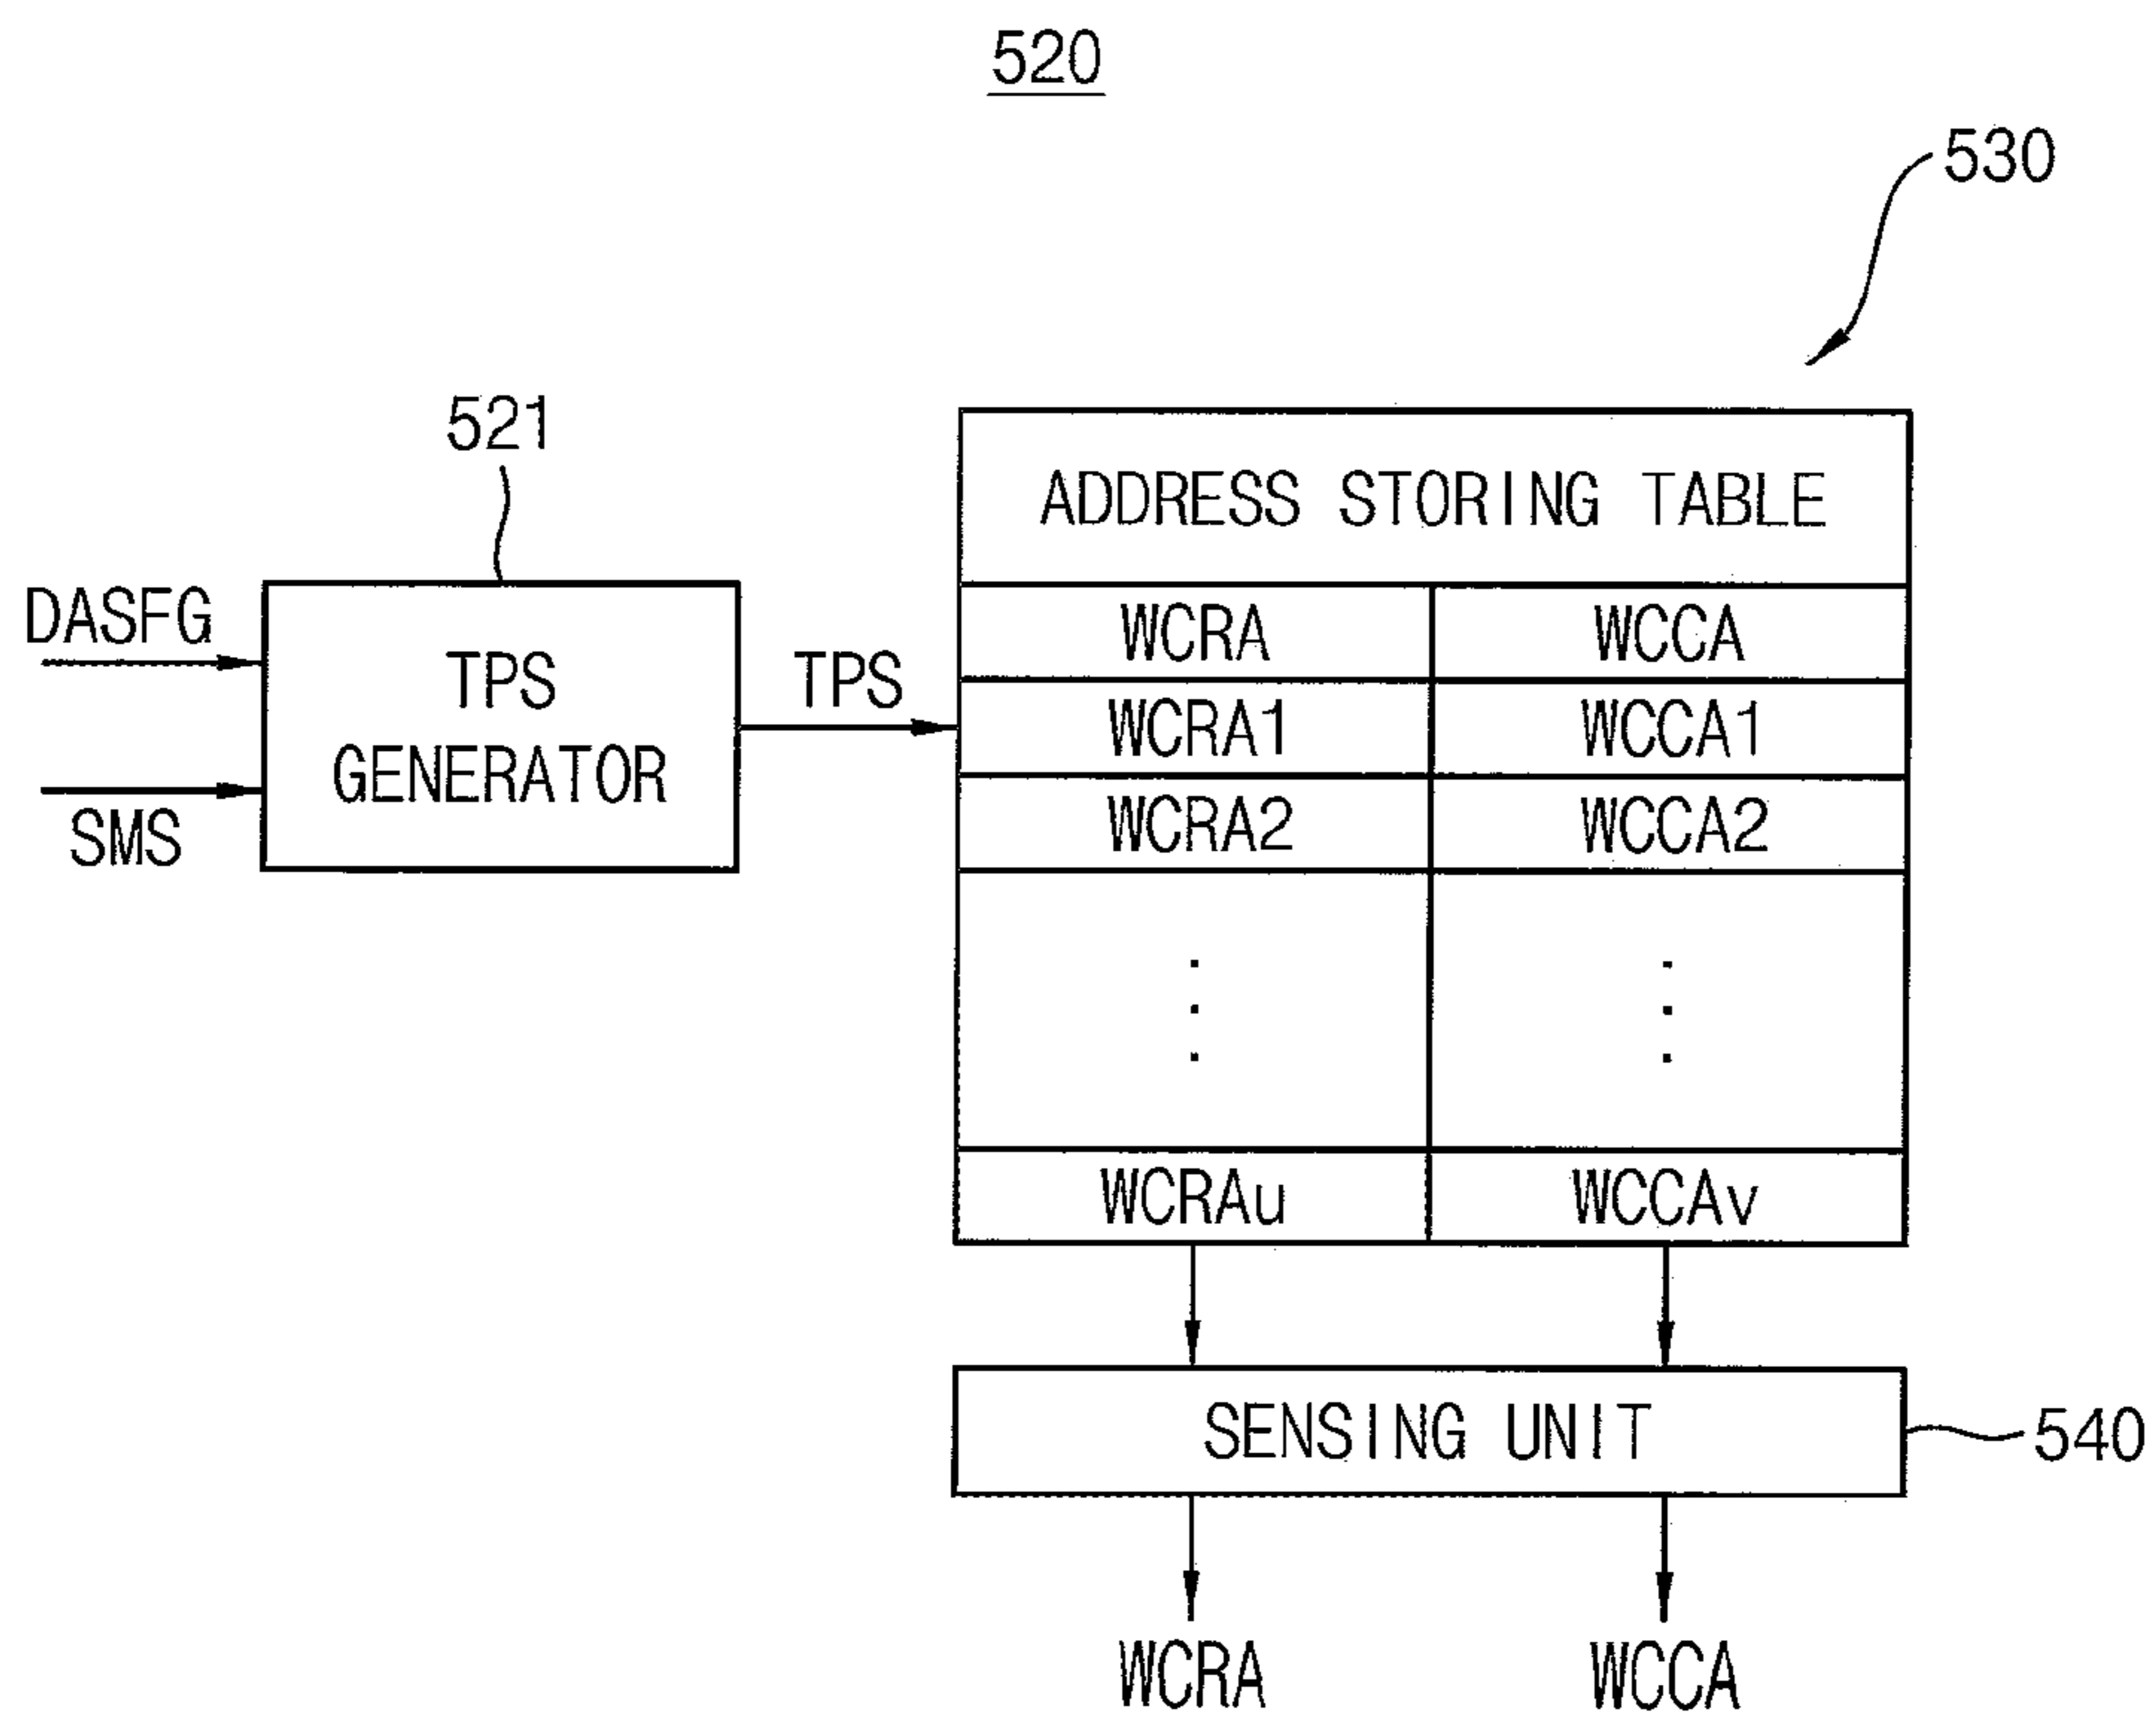 520
530
521
ADDRESS STORING TABLE
DASFG
WCRA WCCA
TPS
GENERATOR
TPS
WCRA1 WCCA1
SMS
WCRA2 WCCA2
WCRAu WCCAv
SENSING UNIT
540
WCRA WCCA